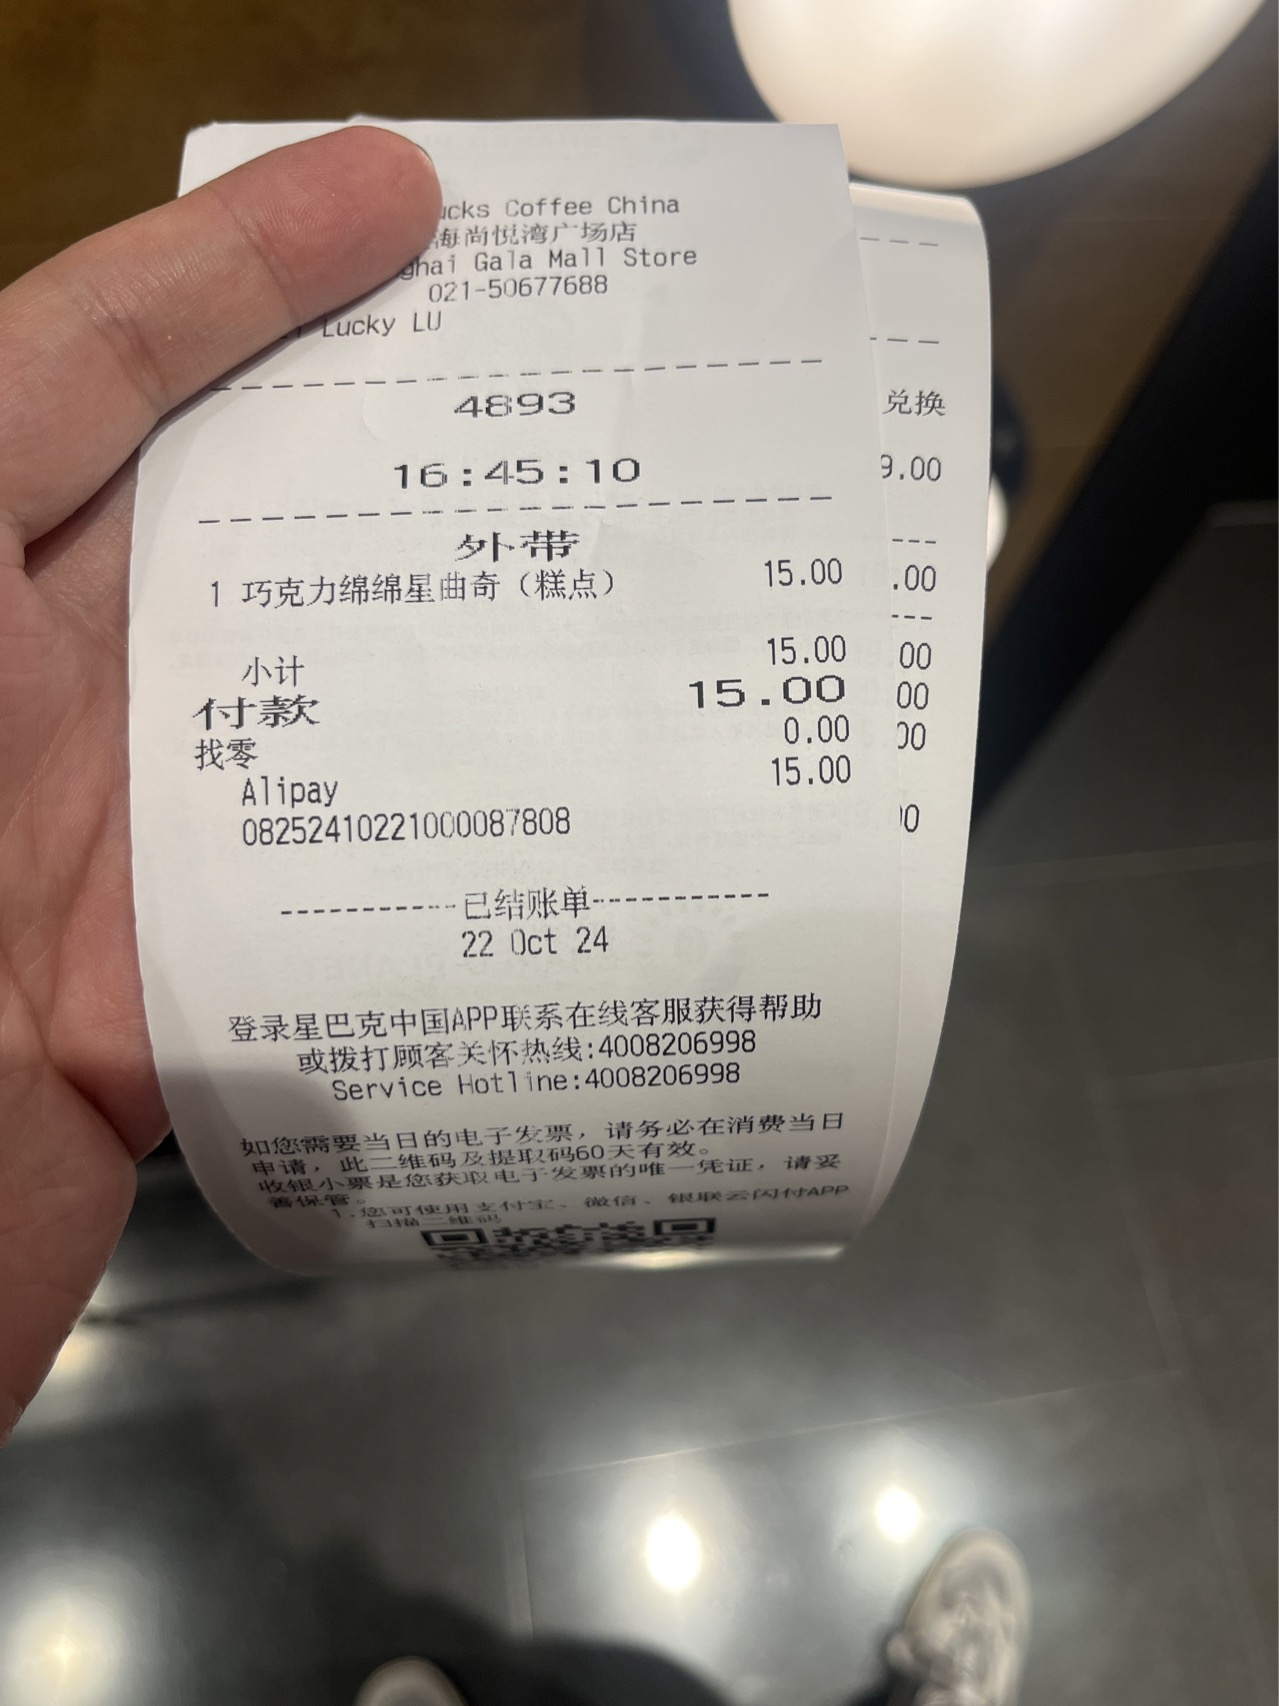 Coffee China
海尚悦湾广场店
Gala Mall Store
021-50677688
Lucky LU
4893
16:45:10
外带
1 巧克力绵绵星曲奇（糕点） 15.00
小计 15.00
付款 15.00
找零 0.00
Alipay 15.00
08252410221000087808
-----------已结账单-----------
22 Oct 24
登录星巴克中国APP联系在线客服获得帮助
或拨打顾客关怀热线:4008206998
Service Hotline:4008206998
如您需要当日的电子发票，请务必在消费当日
申请，此二维码及提取码60天有效。
收银小票是您获取电子发票的唯一凭证，请妥
善保管。
1.您可使用支付宝、微信、银联云闪付APP
扫描二维码
兑换
9.00
.00
00
00
00